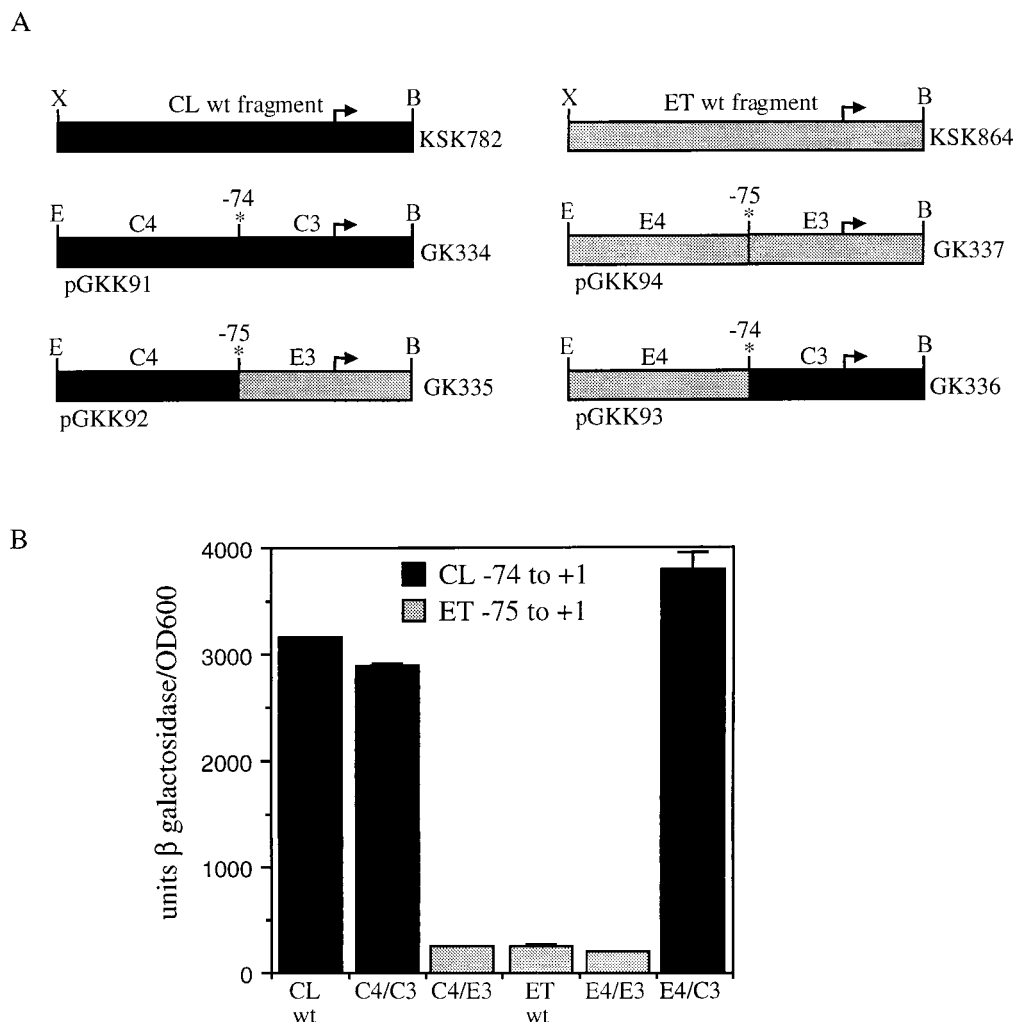 A
X CL wt fragment B
KSK782
X ET wt fragment B
KSK864
E C4 -74 * C3 B
GK334
pGKK91
E E4 -75 * E3 B
GK337
pGKK94
E C4 -75 * E3 B
GK335
pGKK92
E E4 -74 * C3 B
GK336
pGKK93
B
units β galactosidase/OD600
4000
3000
2000
1000
0
CL -74 to +1
ET -75 to +1
CL wt
C4/C3
C4/E3
ET wt
E4/E3
E4/C3